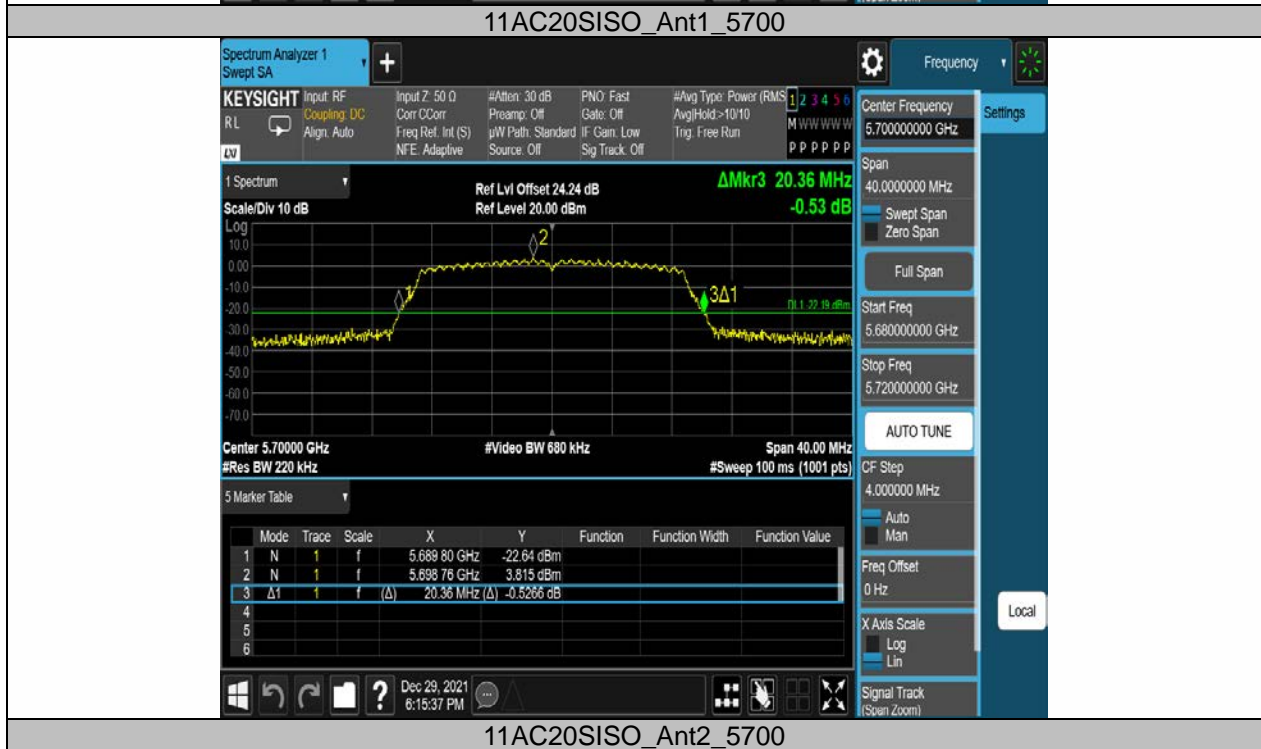 (Span Zoom)
11AC20SISO_Ant1_5700
Spectrum Analyzer 1
Swept SA
+
Frequency
KEYSIGHT
RL
LXI
Input: RF
Coupling: DC
Align: Auto
Input Z: 50 Ω
Corr CCorr
Freq Ref: Int (S)
NFE: Adaptive
#Atten: 30 dB
Preamp: Off
µW Path: Standard
Source: Off
PNO: Fast
Gate: Off
IF Gain: Low
Sig Track: Off
#Avg Type: Power (RMS
Avg|Hold:>10/10
Trig: Free Run
1 2 3 4 5 6
M W W W W W
P P P P P P
1 Spectrum
Scale/Div 10 dB
Ref Lvl Offset 24.24 dB
Ref Level 20.00 dBm
ΔMkr3 20.36 MHz
-0.53 dB
Log
10.0
0.00
-10.0
-20.0
-30.0
-40.0
-50.0
-60.0
-70.0
1
2
3Δ1
DL1 -22.19 dBm
Center 5.70000 GHz
#Video BW 680 kHz
Span 40.00 MHz
#Res BW 220 kHz
#Sweep 100 ms (1001 pts)
5 Marker Table
Mode Trace Scale X Y Function Function Width Function Value
1 N 1 f 5.689 80 GHz -22.64 dBm
2 N 1 f 5.698 76 GHz 3.815 dBm
3 Δ1 1 f (Δ) 20.36 MHz (Δ) -0.5266 dB
4
5
6
?
Dec 29, 2021
6:15:37 PM
Center Frequency
5.700000000 GHz
Settings
Span
40.0000000 MHz
Swept Span
Zero Span
Full Span
Start Freq
5.680000000 GHz
Stop Freq
5.720000000 GHz
AUTO TUNE
CF Step
4.000000 MHz
Auto
Man
Freq Offset
0 Hz
Local
X Axis Scale
Log
Lin
Signal Track
(Span Zoom)
11AC20SISO_Ant2_5700